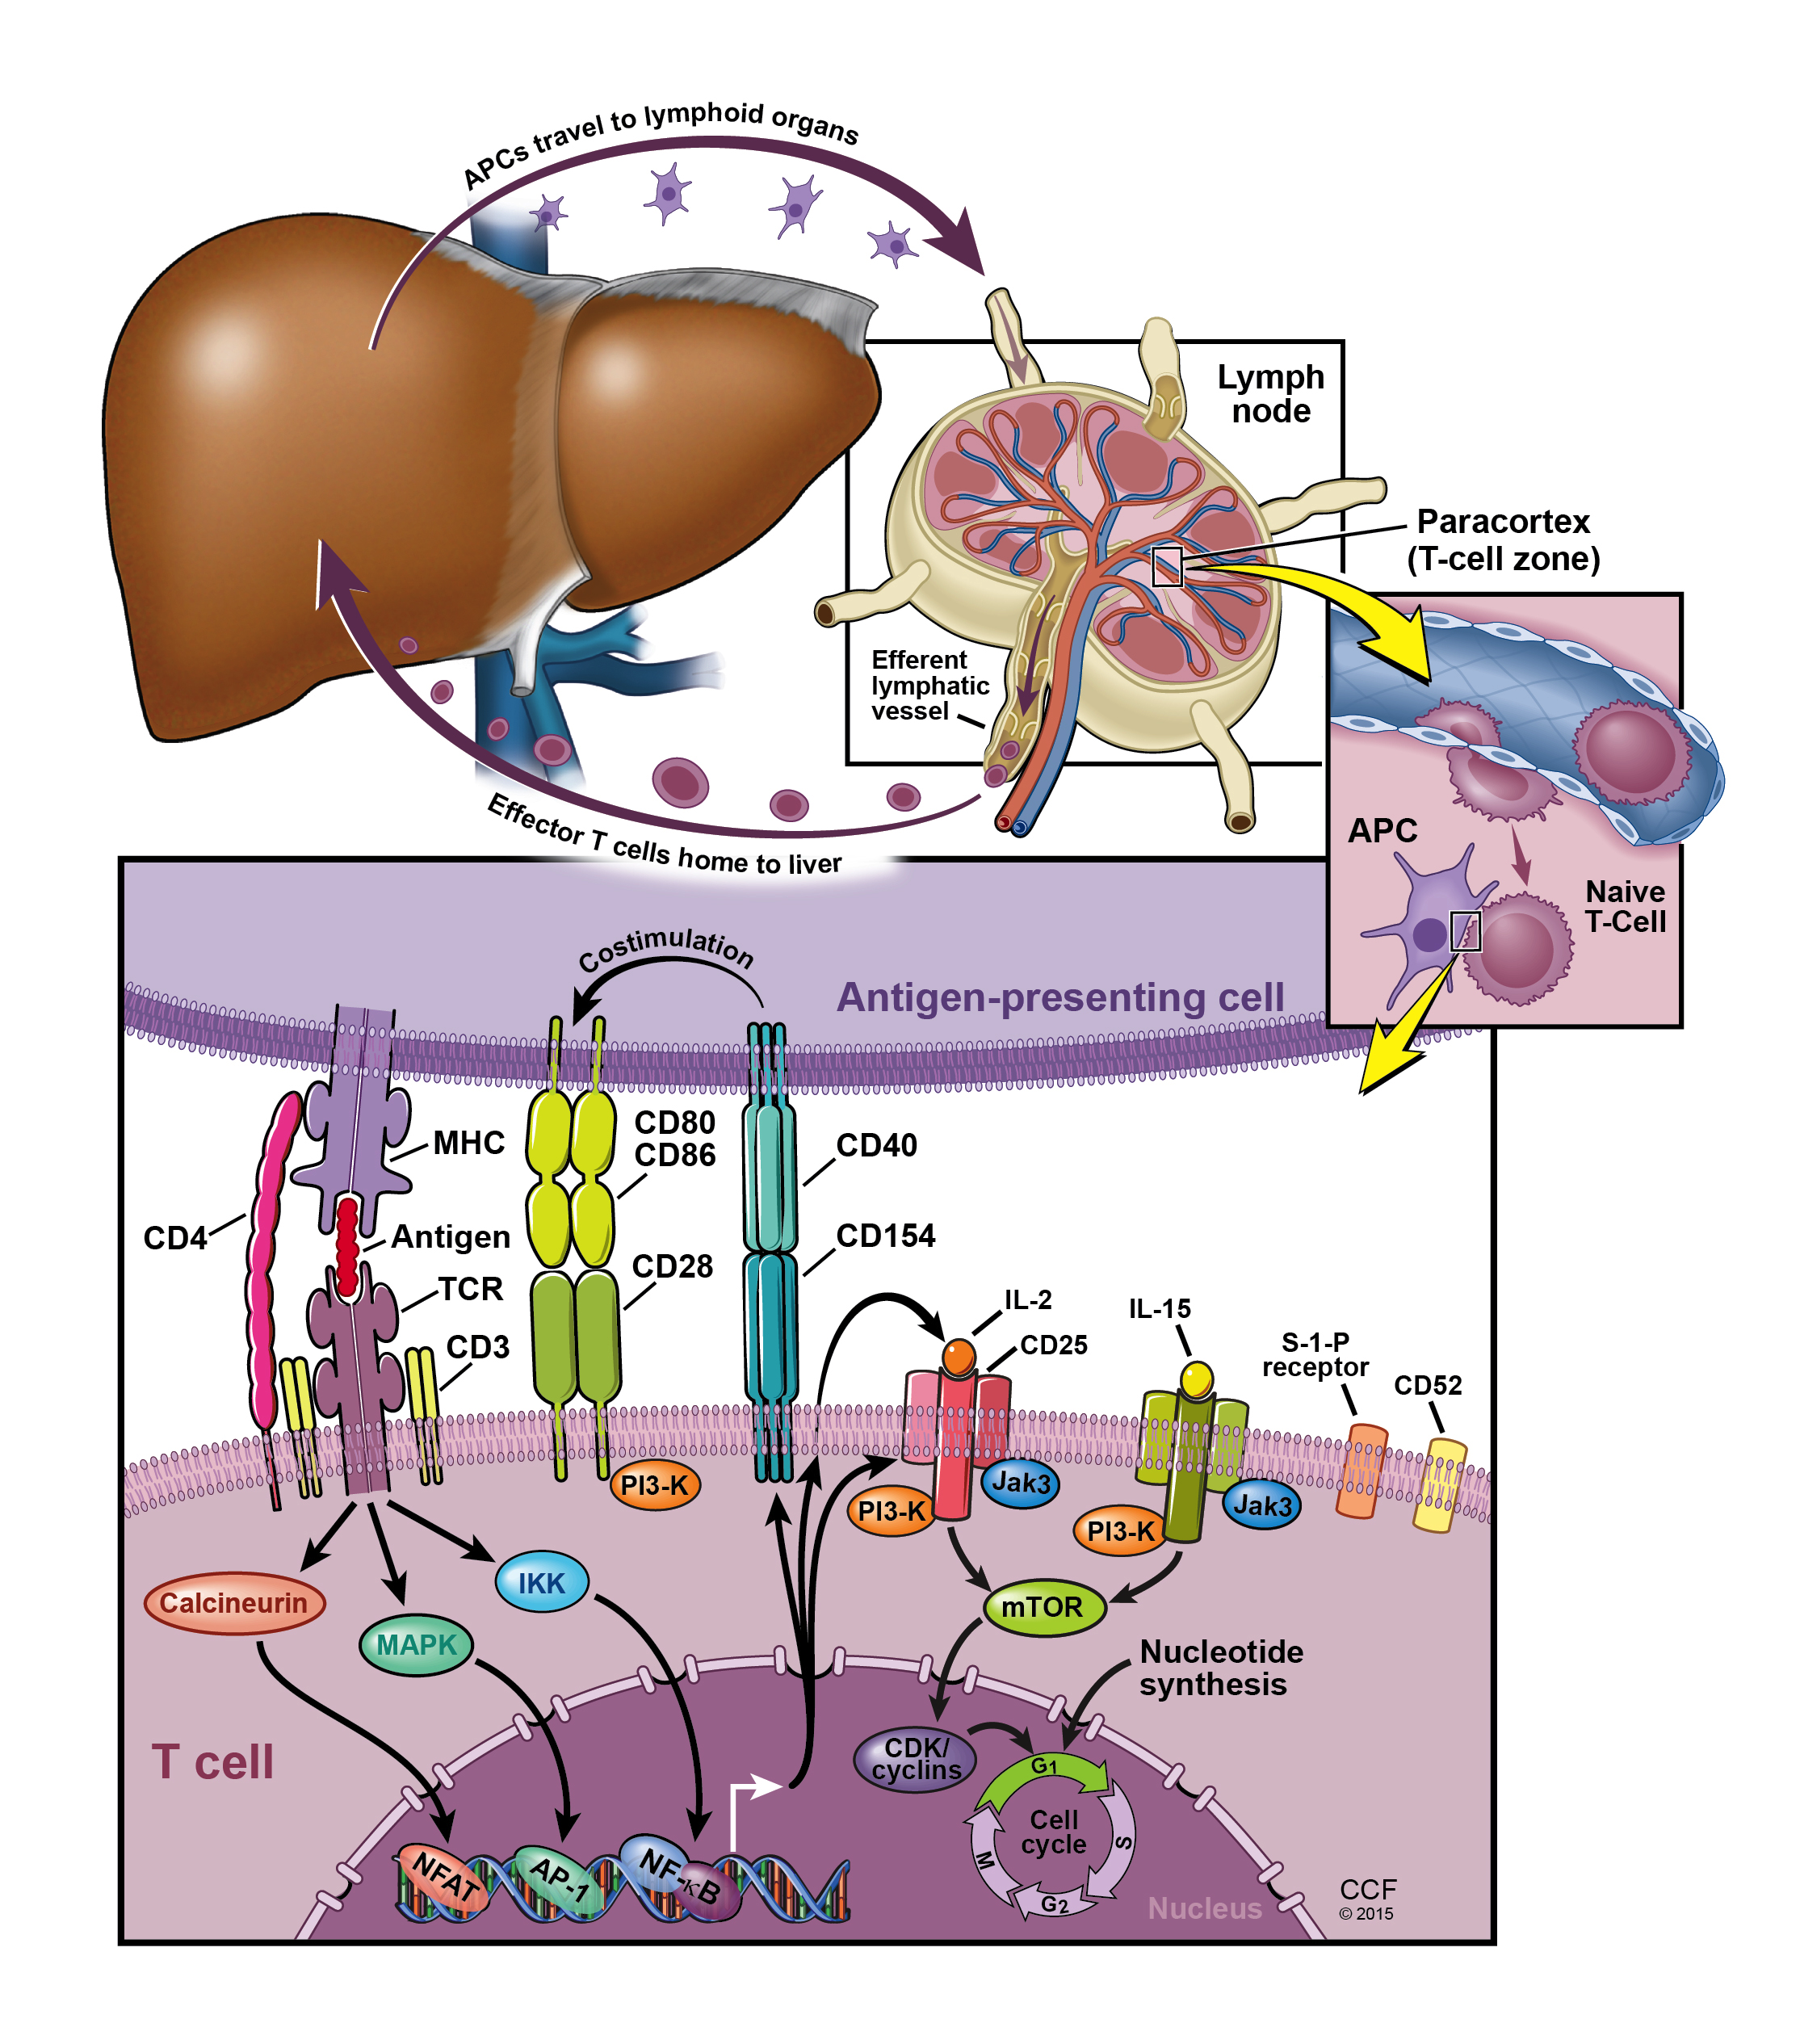 APCs travel to lymphoid organs
Lymph
node
Paracortex
(T-cell zone)
Efferent
lymphatic
vessel
Effector T cells home to liver
APC
Naive
T-Cell
Costimulation
Antigen-presenting cell
MHC
CD80
CD86
CD40
CD4
Antigen
CD154
TCR
CD28
CD3
IL-2
CD25
IL-15
S-1-P
receptor
CD52
PI3-K
PI3-K
Jak3
PI3-K
Jak3
Calcineurin
MAPK
IKK
mTOR
Nucleotide
synthesis
T cell
CDK/
cyclins
G1
S
G2
M
Cell
cycle
NFAT
AP-1
NF-κB
Nucleus
CCF
© 2015